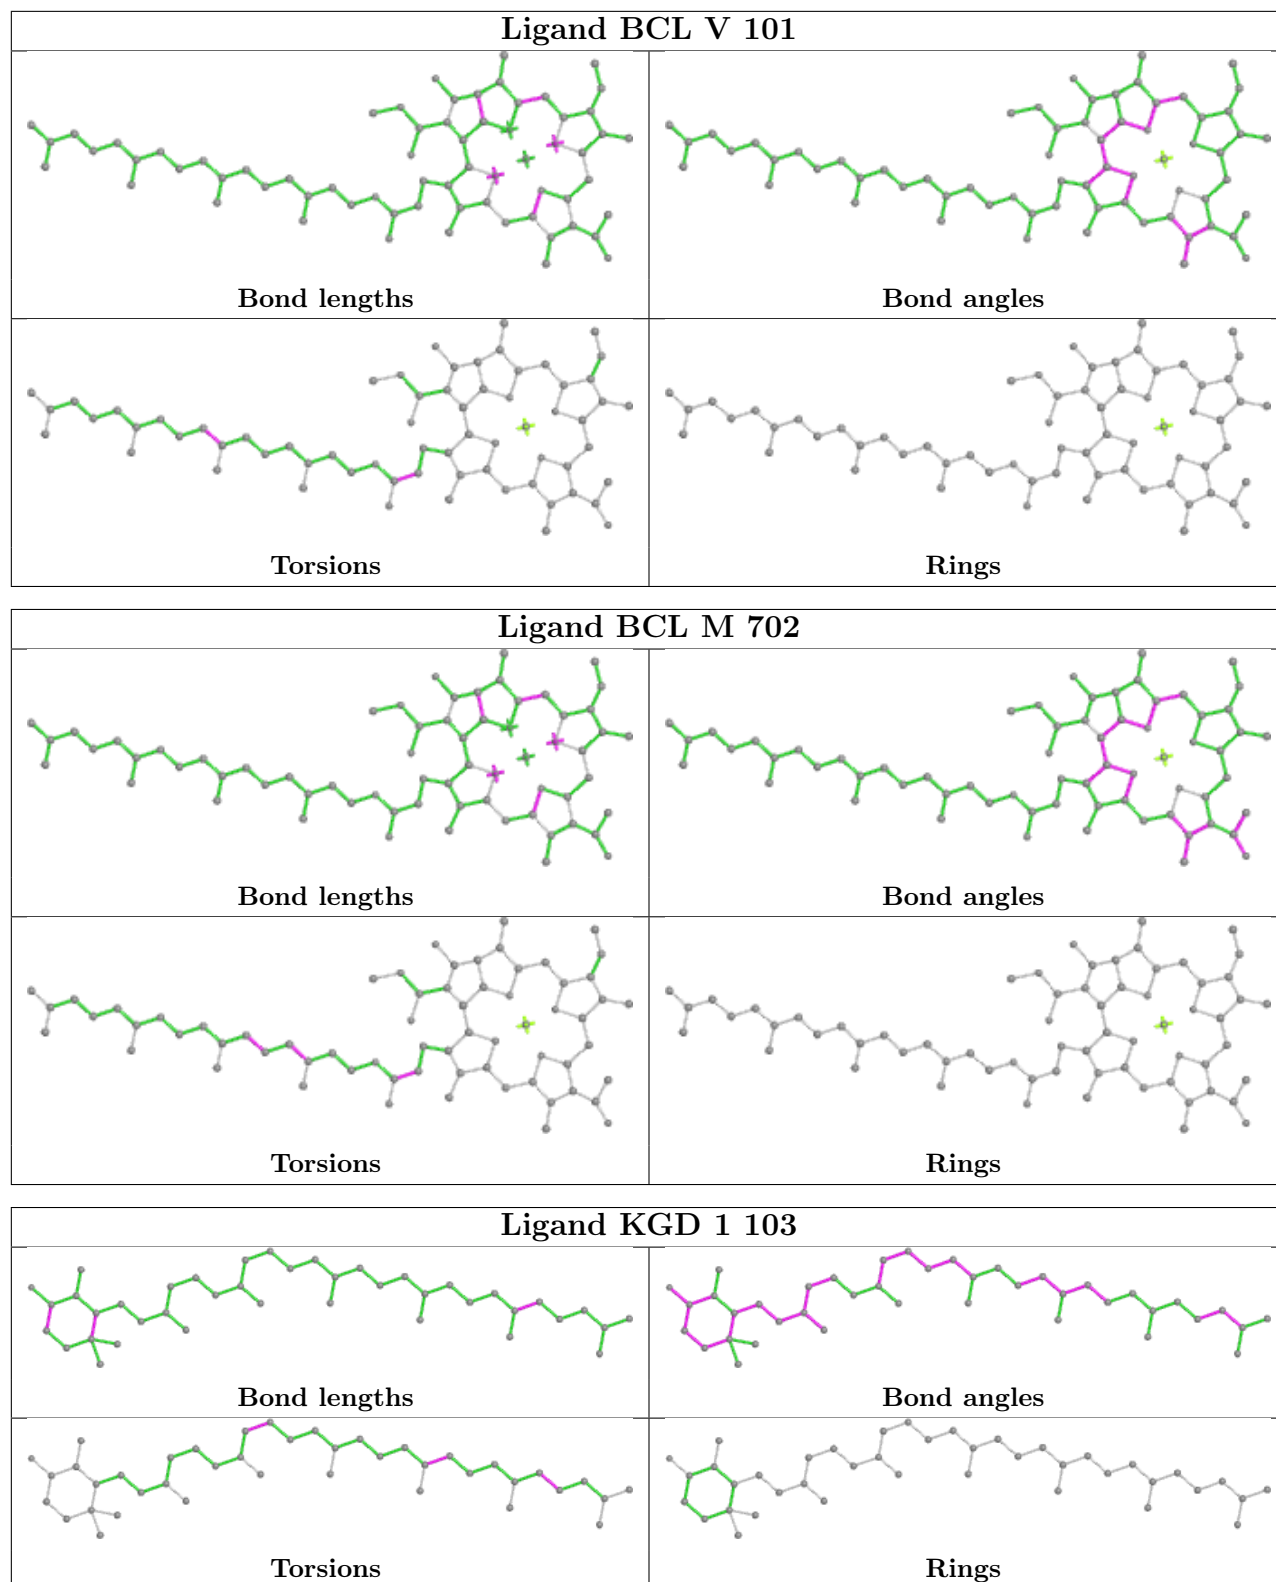 Ligand BCL V 101
Bond lengths
Bond angles
Torsions
Rings
Ligand BCL M 702
Bond lengths
Bond angles
Torsions
Rings
Ligand KGD 1 103
Bond lengths
Bond angles
Torsions
Rings